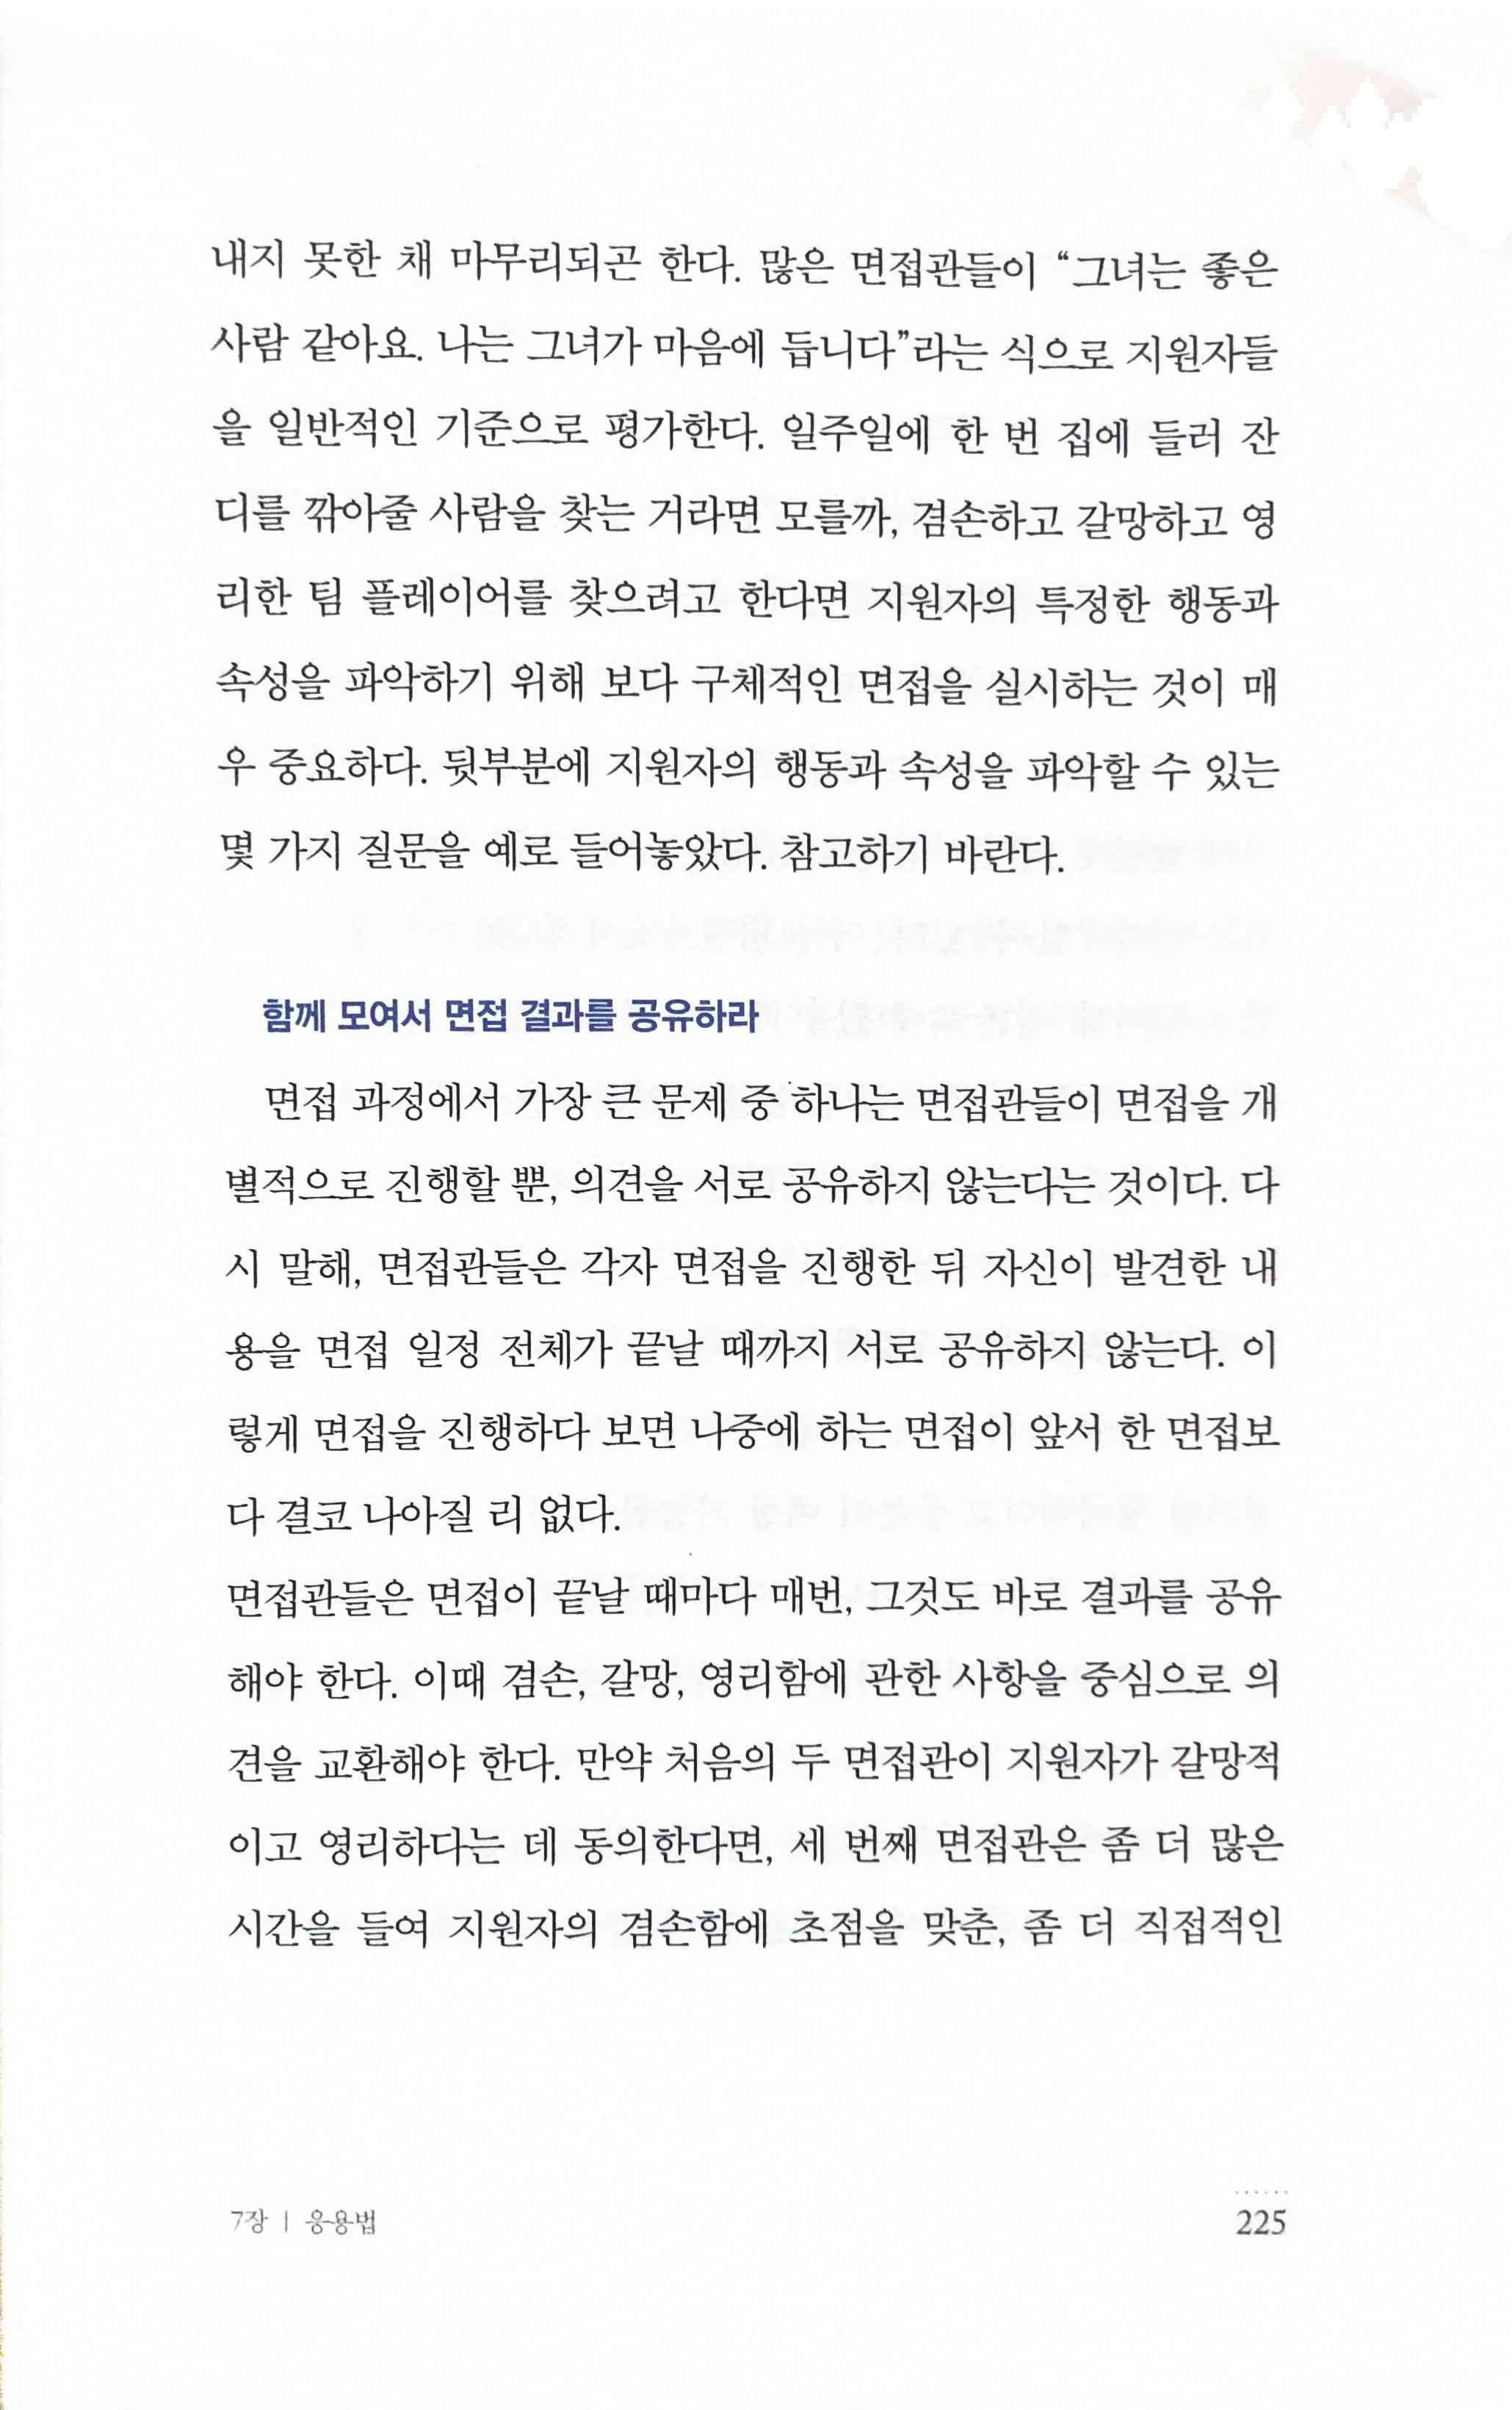 내지 못한 채 마무리되곤 한다. 많은 면접관들이 “그녀는 좋은
사람 같아요. 나는 그녀가 마음에 듭니다”라는 식으로 지원자들
을 일반적인 기준으로 평가한다. 일주일에 한 번 집에 들러 잔
디를 깎아줄 사람을 찾는 거라면 모를까, 겸손하고 갈망하고 영
리한 팀 플레이어를 찾으려고 한다면 지원자의 특정한 행동과
속성을 파악하기 위해 보다 구체적인 면접을 실시하는 것이 매
우 중요하다. 뒷부분에 지원자의 행동과 속성을 파악할 수 있는
몇 가지 질문을 예로 들어놓았다. 참고하기 바란다.
함께 모여서 면접 결과를 공유하라
면접 과정에서 가장 큰 문제 중 하나는 면접관들이 면접을 개
별적으로 진행할 뿐, 의견을 서로 공유하지 않는다는 것이다. 다
시 말해, 면접관들은 각자 면접을 진행한 뒤 자신이 발견한 내
용을 면접 일정 전체가 끝날 때까지 서로 공유하지 않는다. 이
렇게 면접을 진행하다 보면 나중에 하는 면접이 앞서 한 면접보
다 결코 나아질 리 없다.
면접관들은 면접이 끝날 때마다 매번, 그것도 바로 결과를 공유
해야 한다. 이때 겸손, 갈망, 영리함에 관한 사항을 중심으로 의
견을 교환해야 한다. 만약 처음의 두 면접관이 지원자가 갈망적
이고 영리하다는 데 동의한다면, 세 번째 면접관은 좀 더 많은
시간을 들여 지원자의 겸손함에 초점을 맞춘, 좀 더 직접적인
7장 | 응용법
225